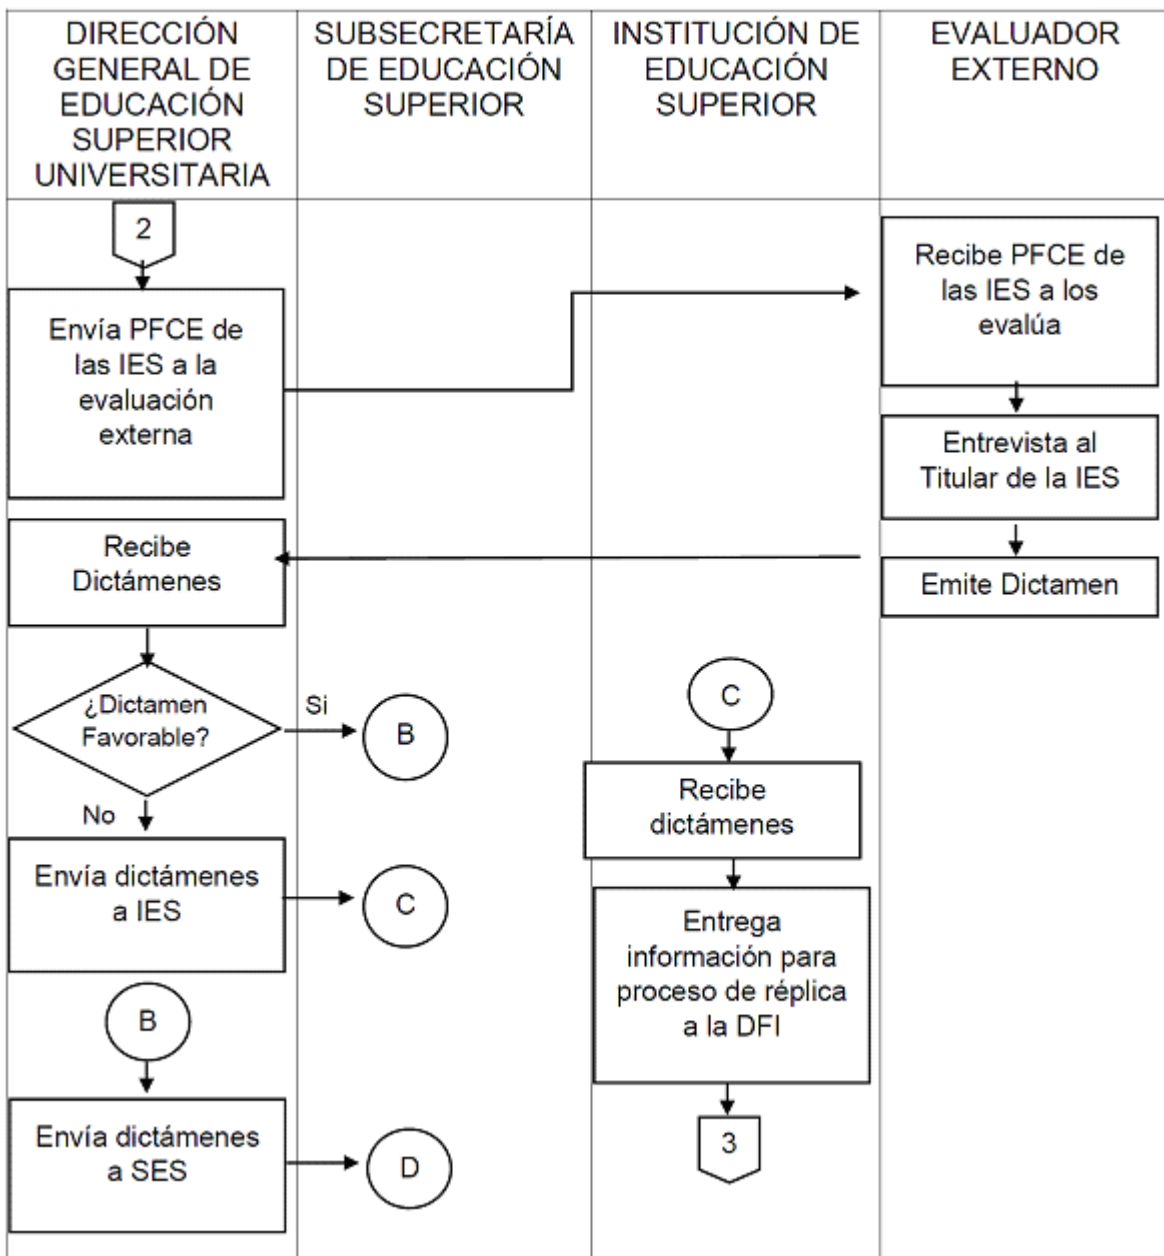 DIRECCIÓN
GENERAL DE
EDUCACIÓN
SUPERIOR
UNIVERSITARIA
SUBSECRETARÍA
DE EDUCACIÓN
SUPERIOR
INSTITUCIÓN DE
EDUCACIÓN
SUPERIOR
EVALUADOR
EXTERNO
2
Envía PFCE de
las IES a la
evaluación
externa
Recibe PFCE de
las IES a los
evalúa
Entrevista al
Titular de la IES
Emite Dictamen
Recibe
Dictámenes
¿Dictamen
Favorable?
Si
B
No
Envía dictámenes
a IES
C
B
Envía dictámenes
a SES
D
C
Recibe
dictámenes
Entrega
información para
proceso de réplica
a la DFI
3